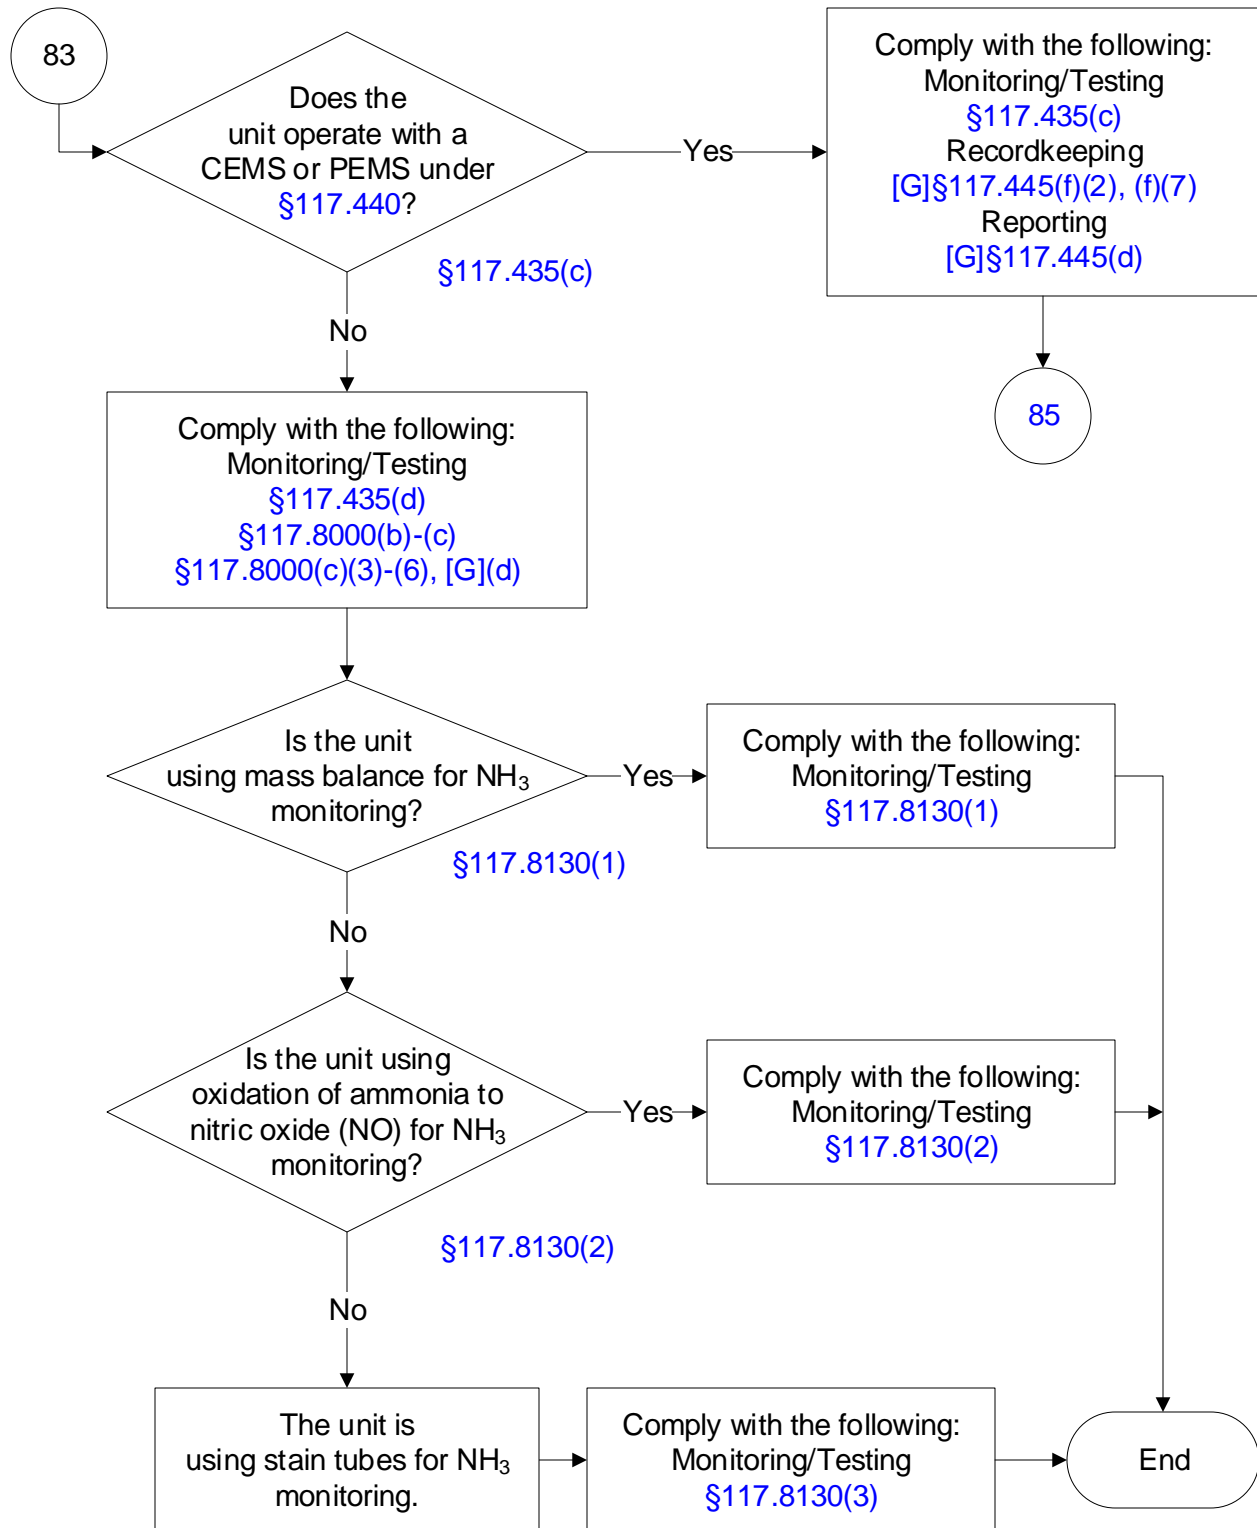 83
Does the
unit operate with a
CEMS or PEMS under
§117.440?
§117.435(c)
Yes
Comply with the following:
Monitoring/Testing
§117.435(c)
Recordkeeping
[G]§117.445(f)(2), (f)(7)
Reporting
[G]§117.445(d)
85
No
Comply with the following:
Monitoring/Testing
§117.435(d)
§117.8000(b)-(c)
§117.8000(c)(3)-(6), [G](d)
Is the unit
using mass balance for NH₃
monitoring?
§117.8130(1)
Yes
Comply with the following:
Monitoring/Testing
§117.8130(1)
No
Is the unit using
oxidation of ammonia to
nitric oxide (NO) for NH₃
monitoring?
§117.8130(2)
Yes
Comply with the following:
Monitoring/Testing
§117.8130(2)
No
The unit is
using stain tubes for NH₃
monitoring.
Comply with the following:
Monitoring/Testing
§117.8130(3)
End